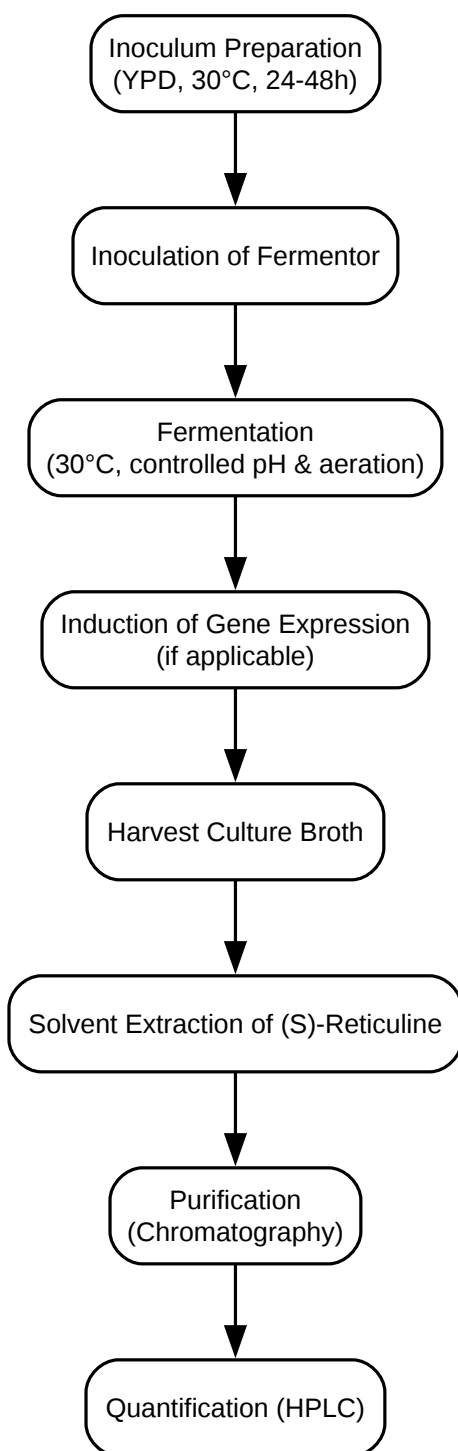 Inoculum Preparation
(YPD, 30°C, 24-48h)
Inoculation of Fermentor
Fermentation
(30°C, controlled pH & aeration)
Induction of Gene Expression
(if applicable)
Harvest Culture Broth
Solvent Extraction of (S)-Reticuline
Purification
(Chromatography)
Quantification (HPLC)